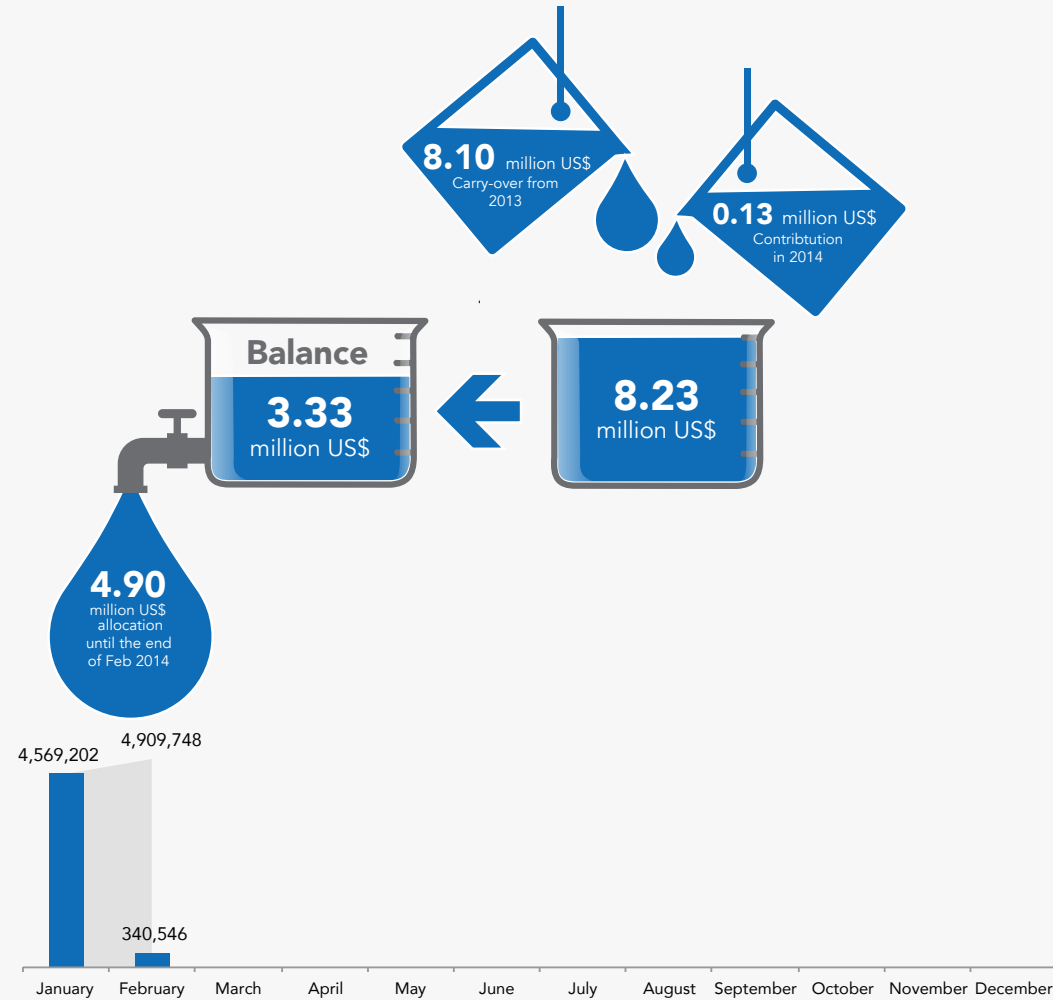 8.10 million US$
Carry-over from
2013
0.13 million US$
Contribtution
in 2014
Balance
3.33
million US$
8.23
million US$
4.90
million US$
allocation
until the end
of Feb 2014
4,569,202
4,909,748
340,546
January February March April May June July August September October November December